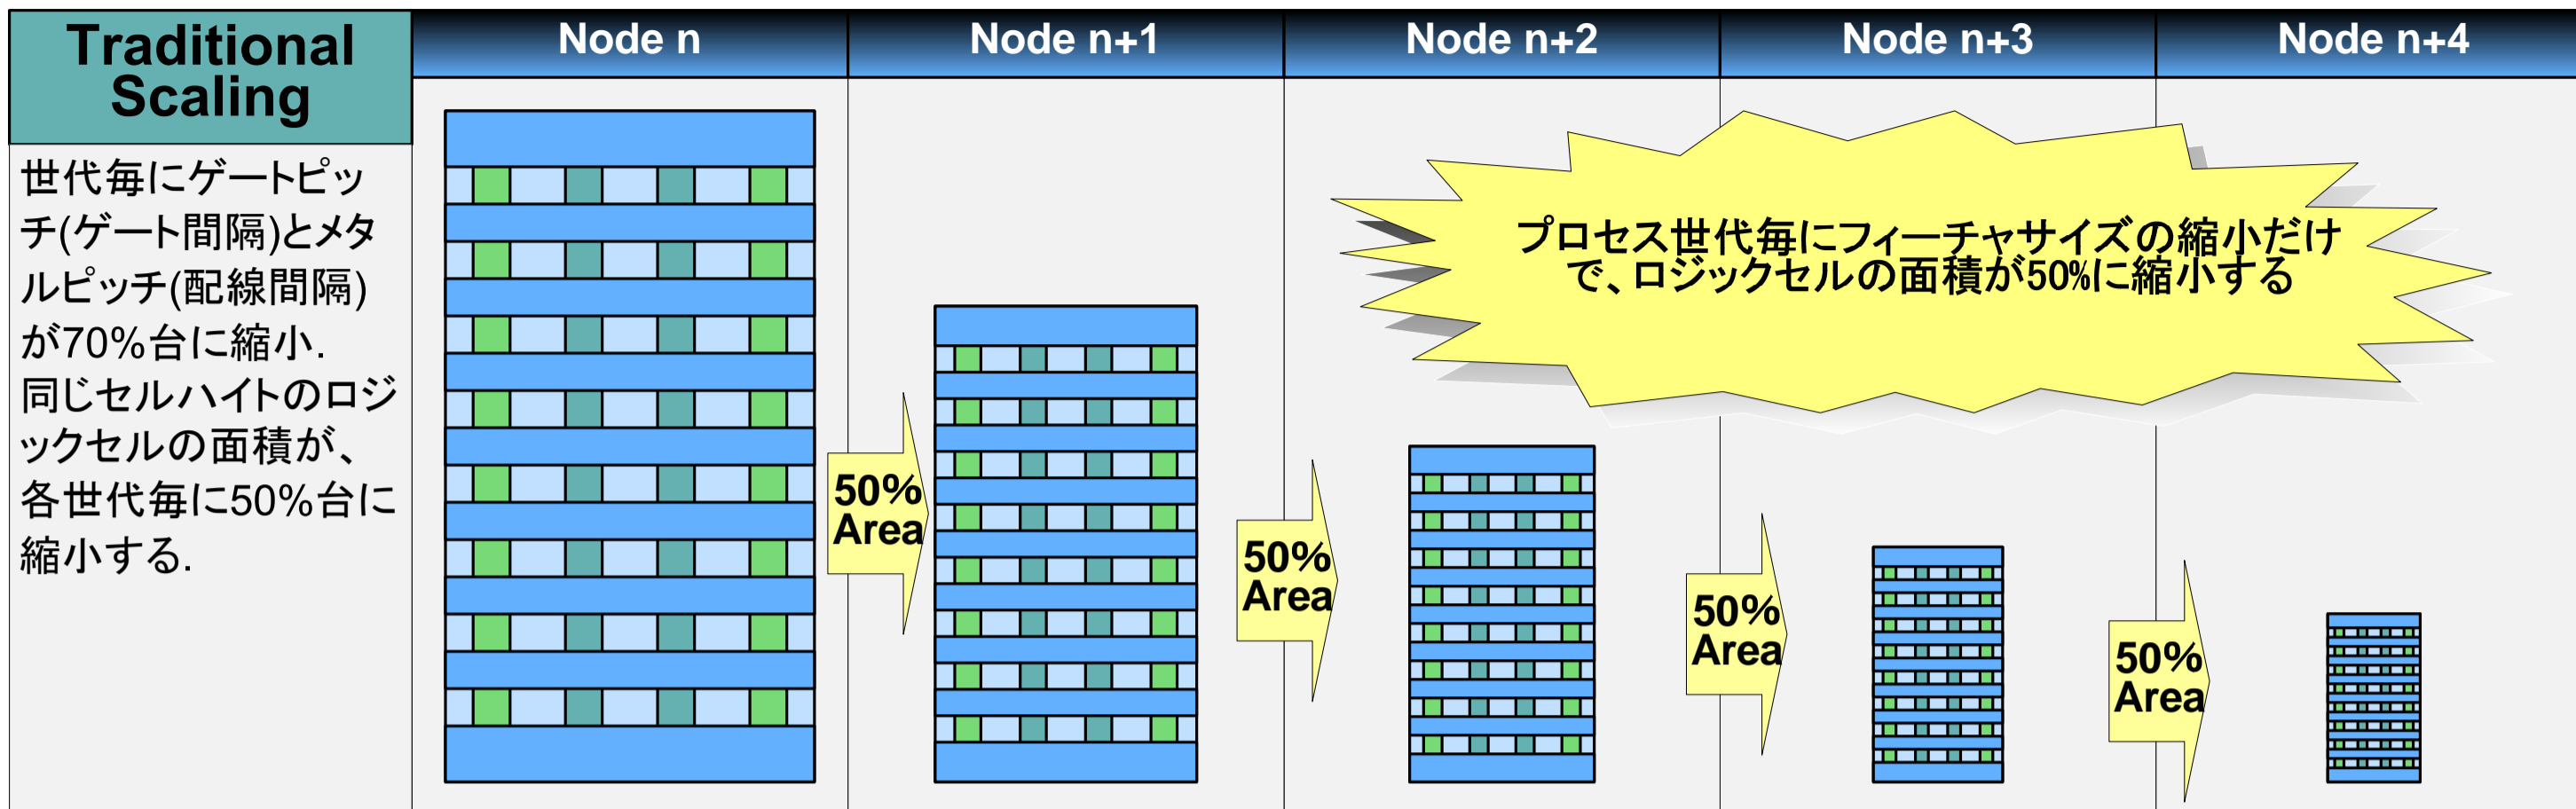 Traditional
Scaling
Node n
Node n+1
Node n+2
Node n+3
Node n+4
世代毎にゲートピッ
チ(ゲート間隔)とメタ
ルピッチ(配線間隔)
が70%台に縮小.
同じセルハイトのロジ
ックセルの面積が、
各世代毎に50%台に
縮小する.
プロセス世代毎にフィーチャサイズの縮小だけ
で、ロジックセルの面積が50%に縮小する
50%
Area
50%
Area
50%
Area
50%
Area